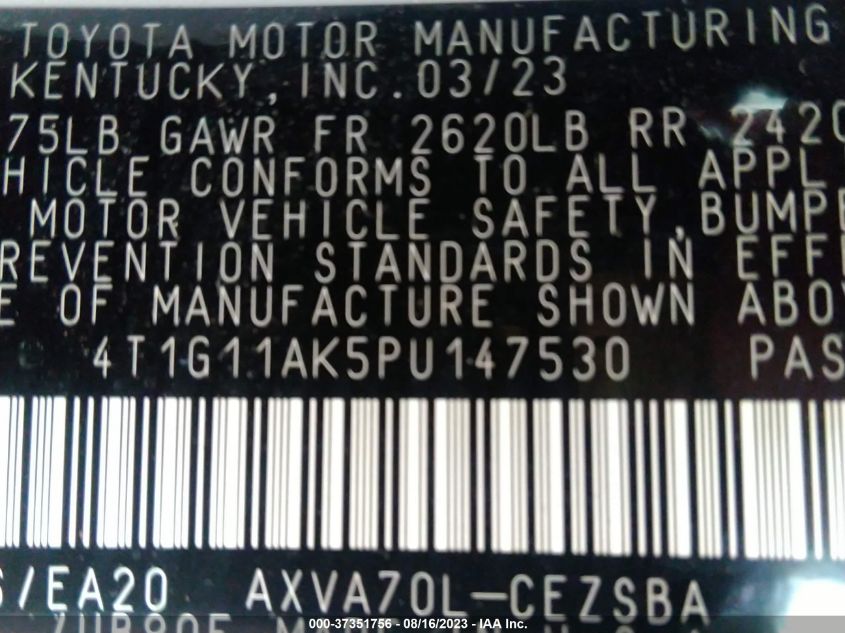 TOYOTA MOTOR MANUFACTURING
KENTUCKY, INC. 03/23
75LB GAWR FR 2620LB RR 242
HICLE CONFORMS TO ALL APPL
MOTOR VEHICLE SAFETY, BUMPE
REVENTION STANDARDS IN EFF
E OF MANUFACTURE SHOWN ABO
4T1G11AK5PU147530 PAS
/EA20 AXVA70L-CEZSBA
000-37351756 - 08/16/2023 - IAA Inc.